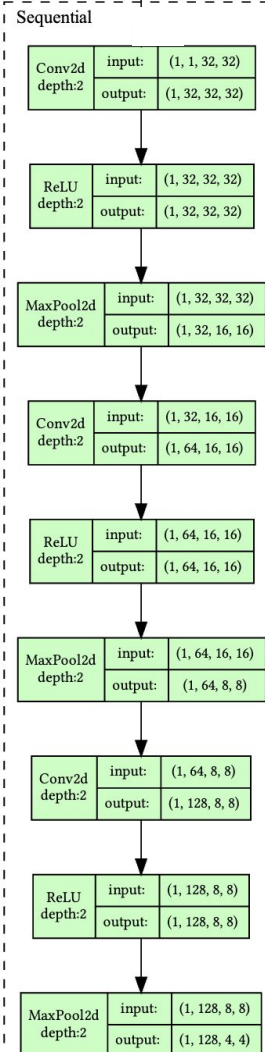 Sequential
Conv2d
depth:2
input:
(1, 1, 32, 32)
output:
(1, 32, 32, 32)
ReLU
depth:2
input:
(1, 32, 32, 32)
output:
(1, 32, 32, 32)
MaxPool2d
depth:2
input:
(1, 32, 32, 32)
output:
(1, 32, 16, 16)
Conv2d
depth:2
input:
(1, 32, 16, 16)
output:
(1, 64, 16, 16)
ReLU
depth:2
input:
(1, 64, 16, 16)
output:
(1, 64, 16, 16)
MaxPool2d
depth:2
input:
(1, 64, 16, 16)
output:
(1, 64, 8, 8)
Conv2d
depth:2
input:
(1, 64, 8, 8)
output:
(1, 128, 8, 8)
ReLU
depth:2
input:
(1, 128, 8, 8)
output:
(1, 128, 8, 8)
MaxPool2d
depth:2
input:
(1, 128, 8, 8)
output:
(1, 128, 4, 4)